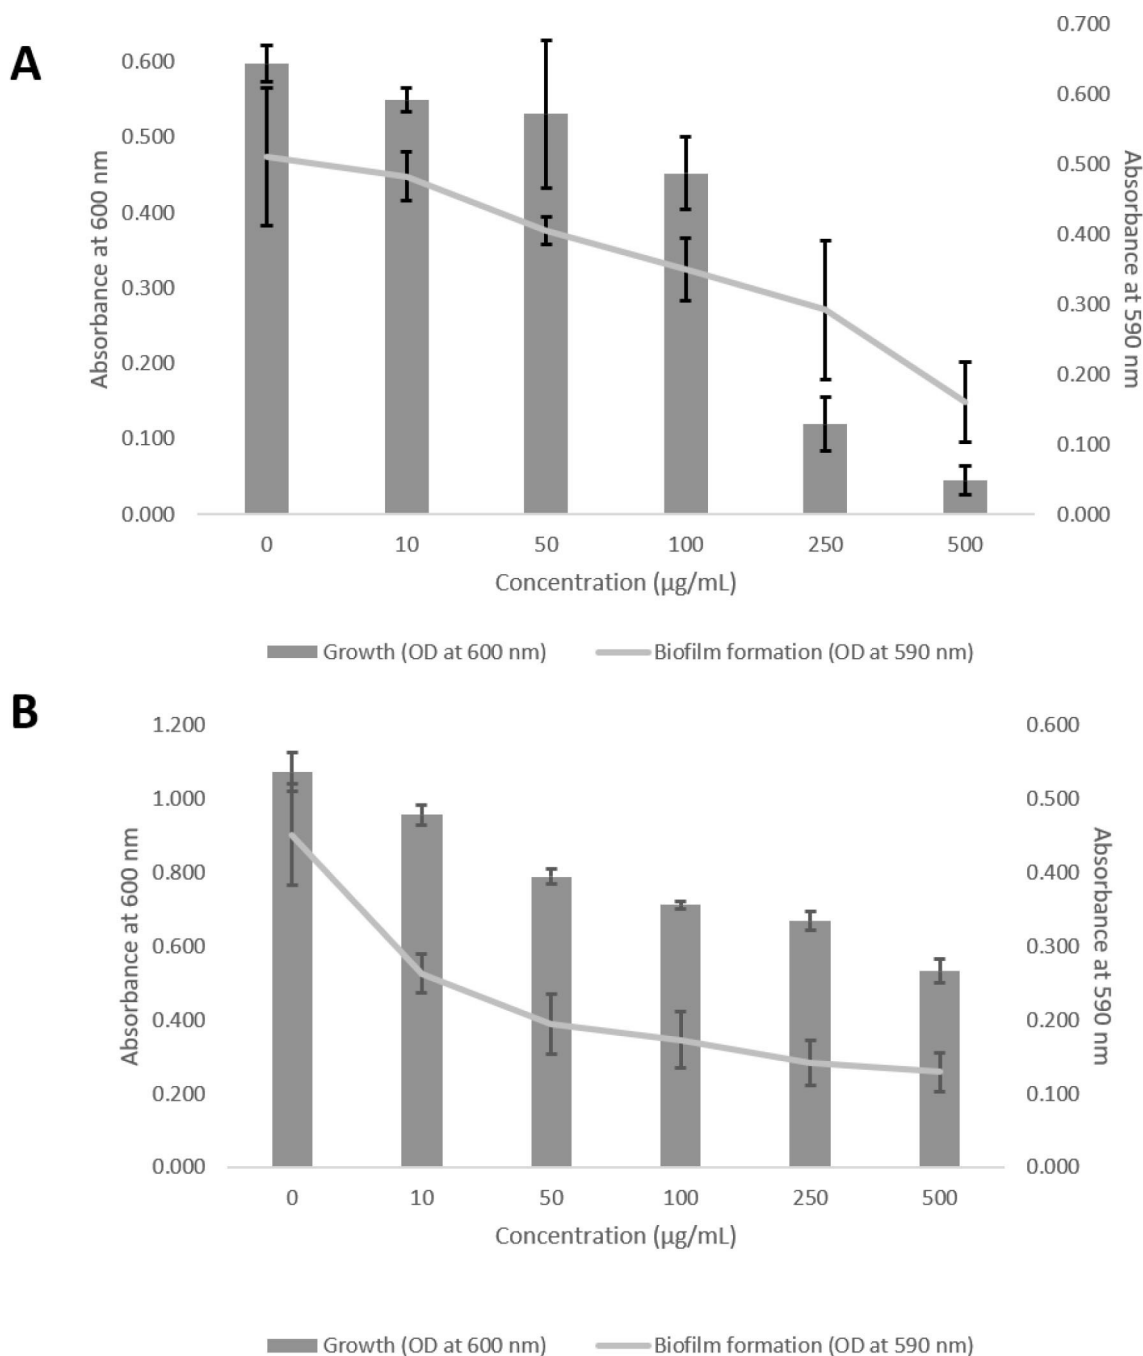 A
0.600
0.500
0.400
0.300
0.200
0.100
0.000
Absorbance at 600 nm
0.700
0.600
0.500
0.400
0.300
0.200
0.100
0.000
Absorbance at 590 nm
0 10 50 100 250 500
Concentration (µg/mL)
Growth (OD at 600 nm) Biofilm formation (OD at 590 nm)
B
1.200
1.000
0.800
0.600
0.400
0.200
0.000
Absorbance at 600 nm
0.600
0.500
0.400
0.300
0.200
0.100
0.000
Absorbance at 590 nm
0 10 50 100 250 500
Concentration (µg/mL)
Growth (OD at 600 nm) Biofilm formation (OD at 590 nm)